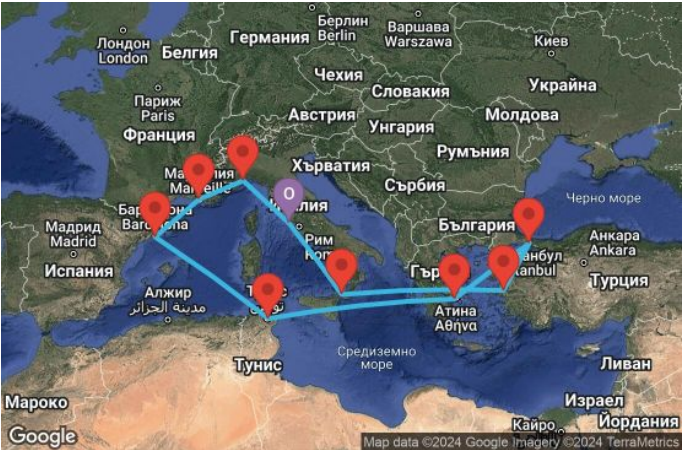 Лондон
London
Белгия
Германия
Берлин
Berlin
Варшава
Warszawa
Киев
Чехия
Словакия
Украйна
Париж
Paris
Франция
Австрия
Унгария
Молдова
Румъния
Хърватия
Сърбия
Черно море
O
Рим
България
Анкара
Ankara
Мадрид
Madrid
Испания
Турция
Алжир
مدينة الجزائر
Атина
Αθήνα
Тунис
Средиземно
море
Ливан
Мароко
Израел
Кайро
Йордания
Google
Map data ©2024 Google Imagery ©2024 TerraMetrics